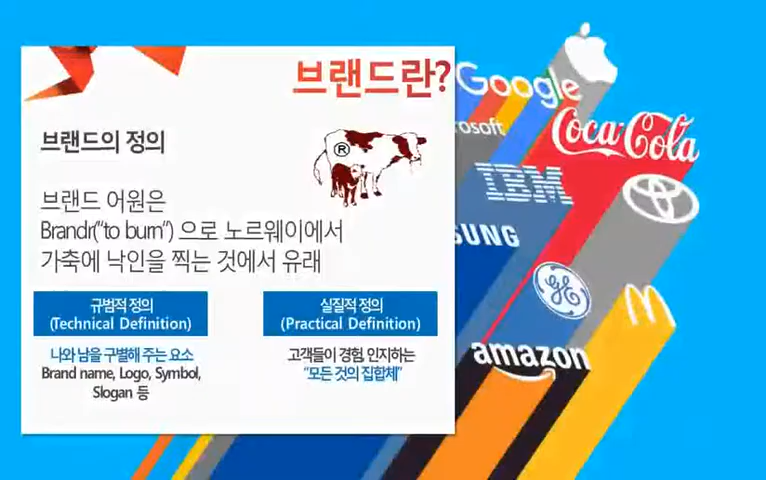 브랜드란?
브랜드의 정의
®
브랜드 어원은
Brandr("to burn") 으로 노르웨이에서
가축에 낙인을 찍는 것에서 유래
규범적 정의
(Technical Definition)
나와 남을 구별해 주는 요소
Brand name, Logo, Symbol,
Slogan 등
실질적 정의
(Practical Definition)
고객들이 경험 인지하는
"모든 것의 집합체"
Google
rosoft
Coca-Cola
IBM
SUNG
GE
M
amazon